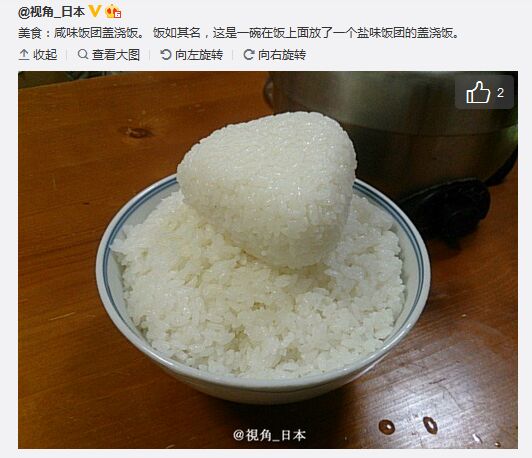 @视角_日本
美食：咸味饭团盖浇饭。 饭如其名，这是一碗在饭上面放了一个盐味饭团的盖浇饭。
收起 查看大图 向左旋转 向右旋转
2
@視角_日本